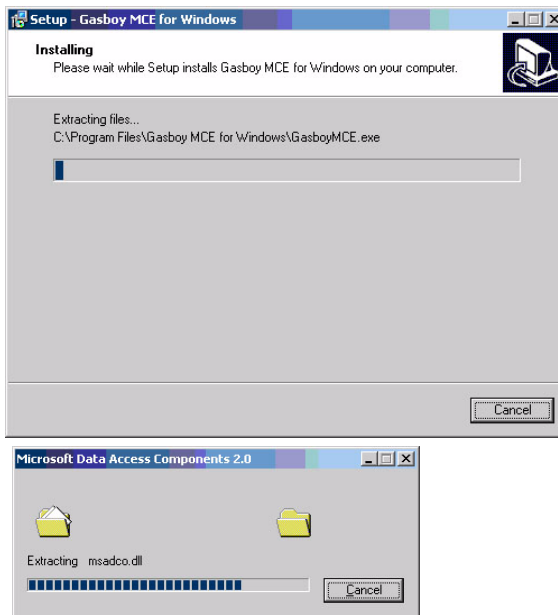 Setup - Gasboy MCE for Windows
Installing
Please wait while Setup installs Gasboy MCE for Windows on your computer.
Extracting files...
C:\Program Files\Gasboy MCE for Windows\GasboyMCE.exe
Cancel
Microsoft Data Access Components 2.0
Extracting msadco.dll
Cancel